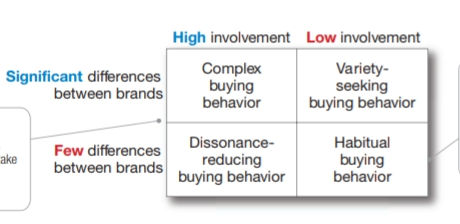 High involvement Low involvement
Significant differences
between brands
Complex
buying
behavior
Variety-
seeking
buying behavior
Few differences
between brands
Dissonance-
reducing
buying behavior
Habitual
buying
behavior